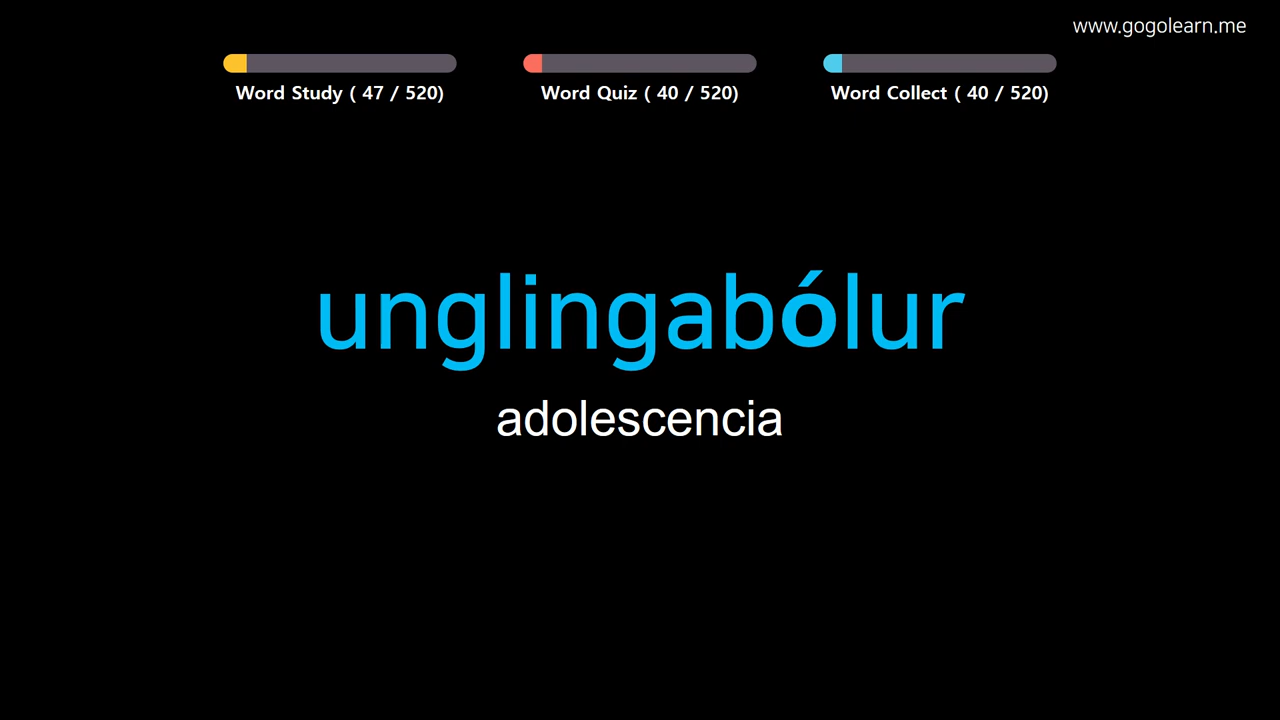 www.gogolearn.me
Word Study ( 47 / 520)
Word Quiz ( 40 / 520)
Word Collect ( 40 / 520)
unglingabólur
adolescencia